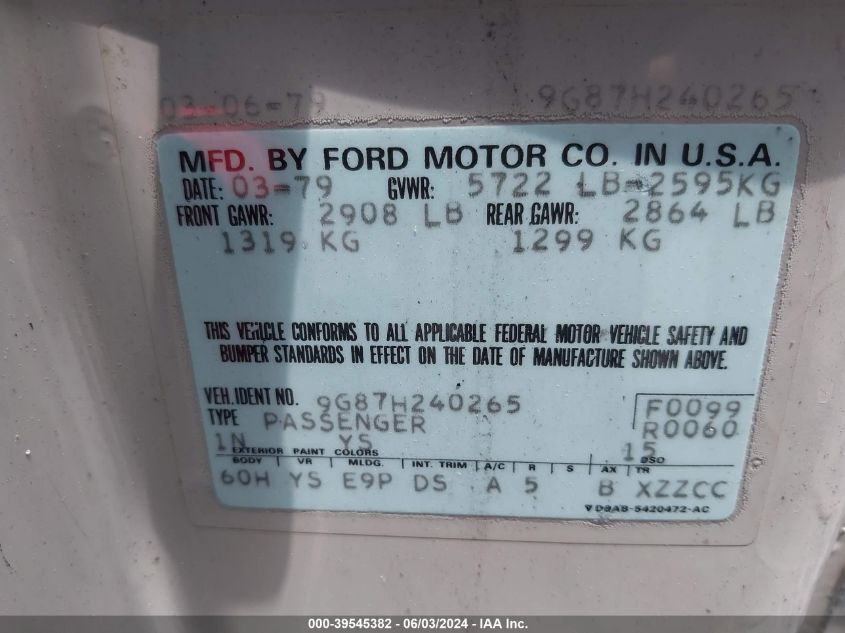 03-06-79 9G87H240265
MFD. BY FORD MOTOR CO. IN U.S.A.
DATE: 03-79 GVWR: 5722 LB-2595KG
FRONT GAWR: 2908 LB REAR GAWR: 2864 LB
1319 KG 1299 KG
THIS VEHICLE CONFORMS TO ALL APPLICABLE FEDERAL MOTOR VEHICLE SAFETY AND
BUMPER STANDARDS IN EFFECT ON THE DATE OF MANUFACTURE SHOWN ABOVE.
VEH. IDENT NO. 9G87H240265 F0099
TYPE PASSENGER R0060
1N YS 15
EXTERIOR PAINT COLORS DSO
BODY VR MLDG. INT. TRIM A/C R S AX TR
60H YS E9P DS A 5 B XZZCC
D8AB-5420472-AC
000-39545382 - 06/03/2024 - IAA Inc.